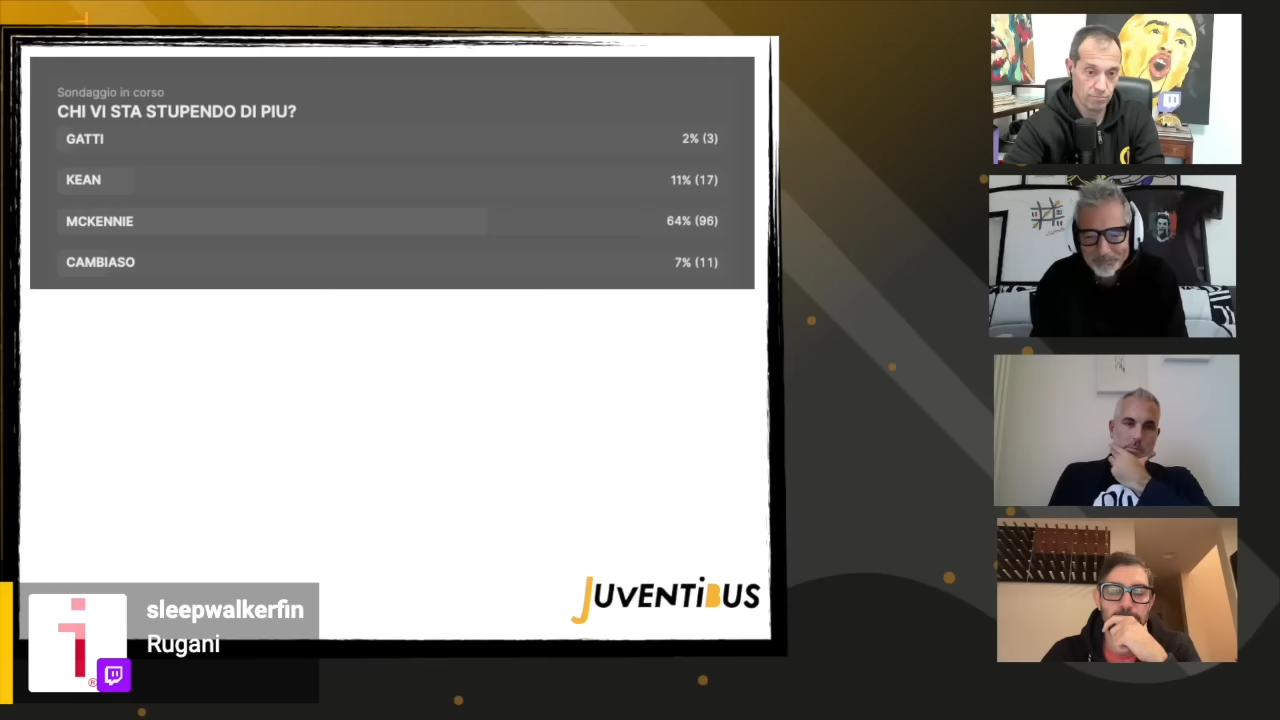 Sondaggio in corso
CHI VI STA STUPENDO DI PIU?
GATTI 2% (3)
KEAN 11% (17)
MCKENNIE 64% (96)
CAMBIASO 7% (11)
JUVENTIBUS
sleepwalkerfin
Rugani